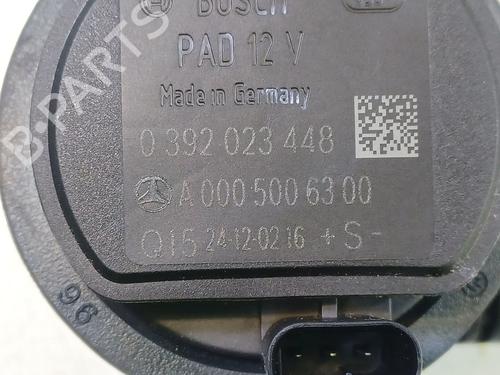 BOSCH
PAD 12 V
Made in Germany
0 392 023 448
A 000 500 63 00
Q15 24-12-02 16 + S -
96
B-PARTS